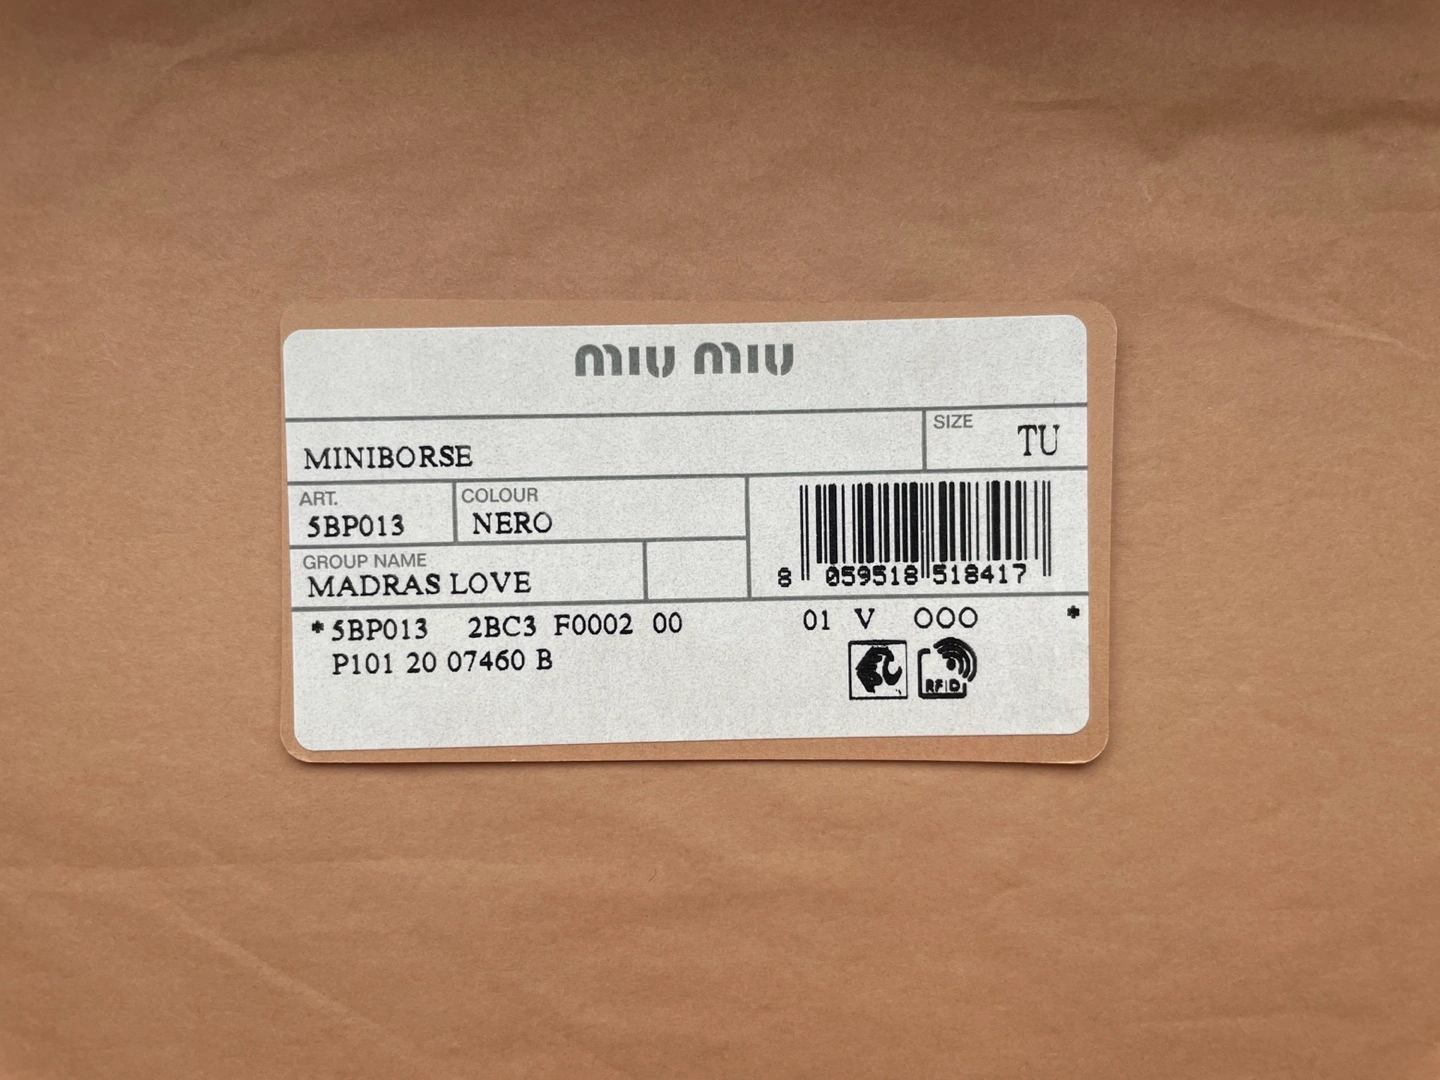 miu miu
SIZE
MINIBORSE TU
ART. COLOUR
5BP013 NERO
GROUP NAME
MADRAS LOVE
8 059518 518417
*5BP013 2BC3 F0002 00 01 V OOO *
P101 20 07460 B
RFID